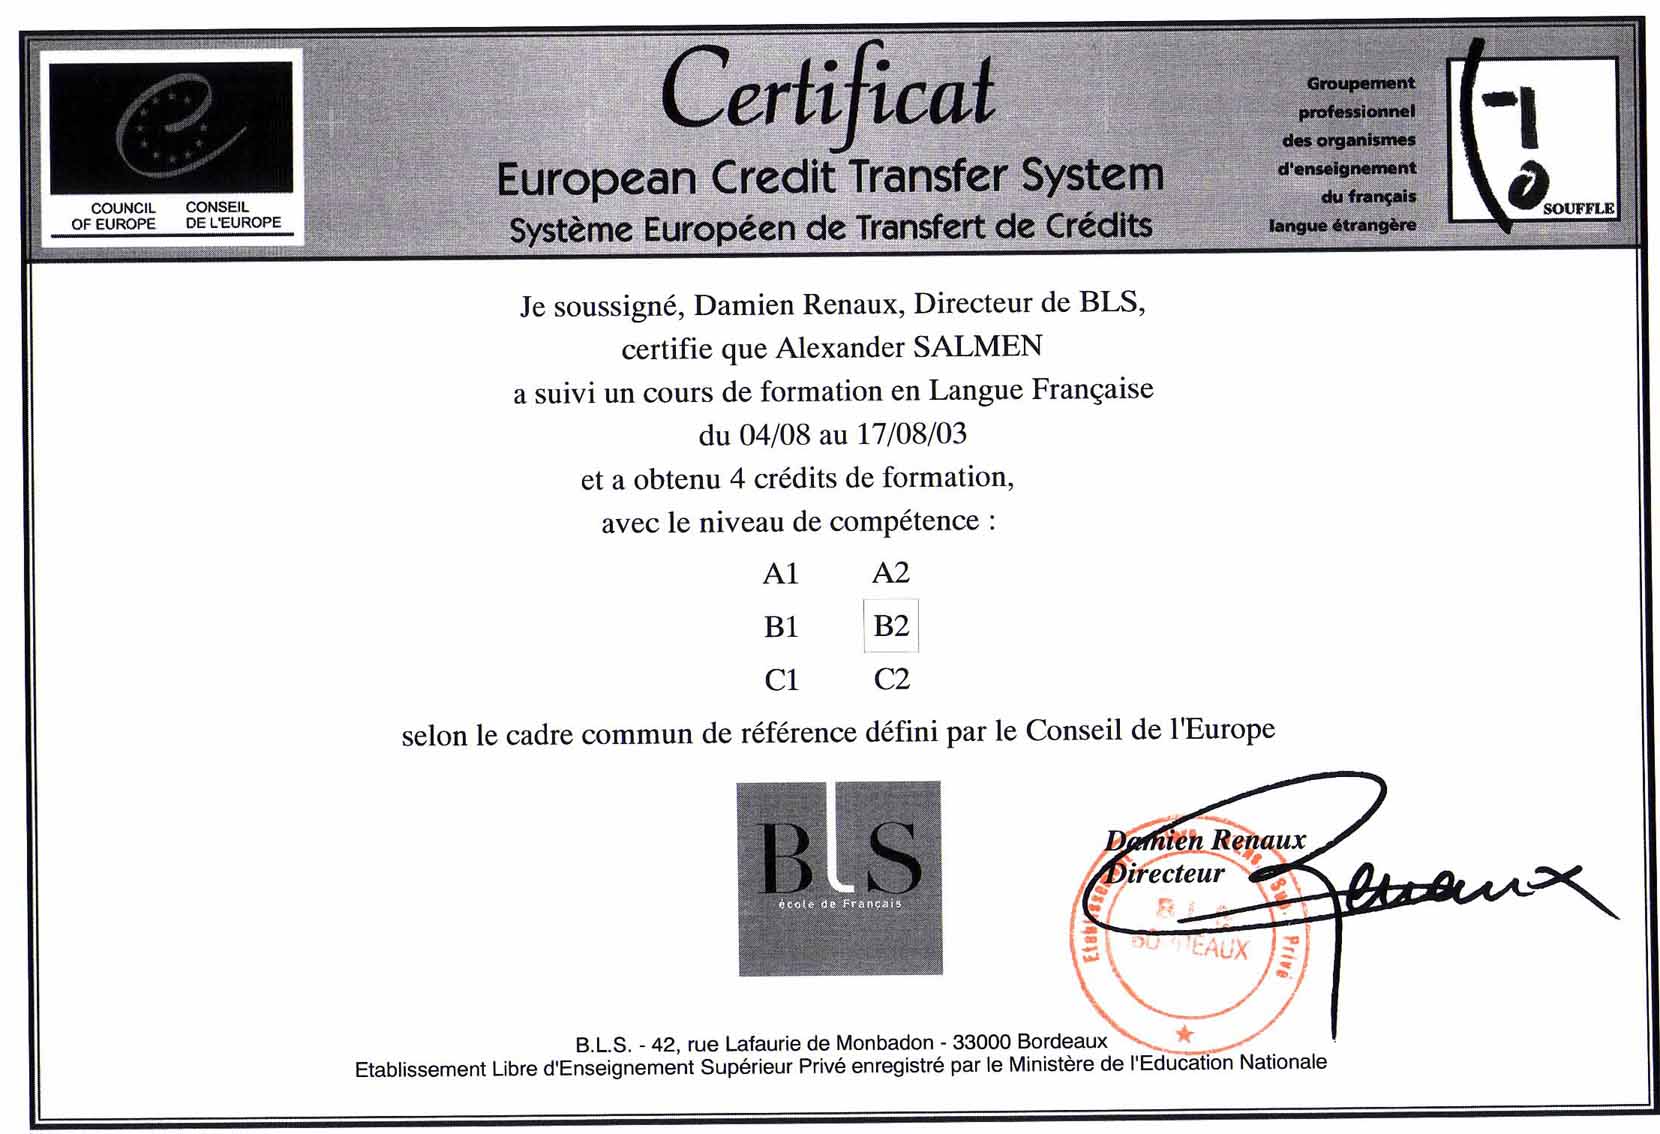 Certificat
European Credit Transfer System
Système Européen de Transfert de Crédits
COUNCIL OF EUROPE
CONSEIL DE L'EUROPE
Groupement
professionnel
des organismes
d'enseignement
du français
langue étrangère
SOUFFLE
Je soussigné, Damien Renaux, Directeur de BLS,
certifie que Alexander SALMEN
a suivi un cours de formation en Langue Française
du 04/08 au 17/08/03
et a obtenu 4 crédits de formation,
avec le niveau de compétence :
A1 A2
B1 B2
C1 C2
selon le cadre commun de référence défini par le Conseil de l'Europe
BLS
école de Français
Damien Renaux
Directeur
Renaux
Etablissement Sup. Privé
B L S
BORDEAUX
B.L.S. - 42, rue Lafaurie de Monbadon - 33000 Bordeaux
Etablissement Libre d'Enseignement Supérieur Privé enregistré par le Ministère de l'Education Nationale